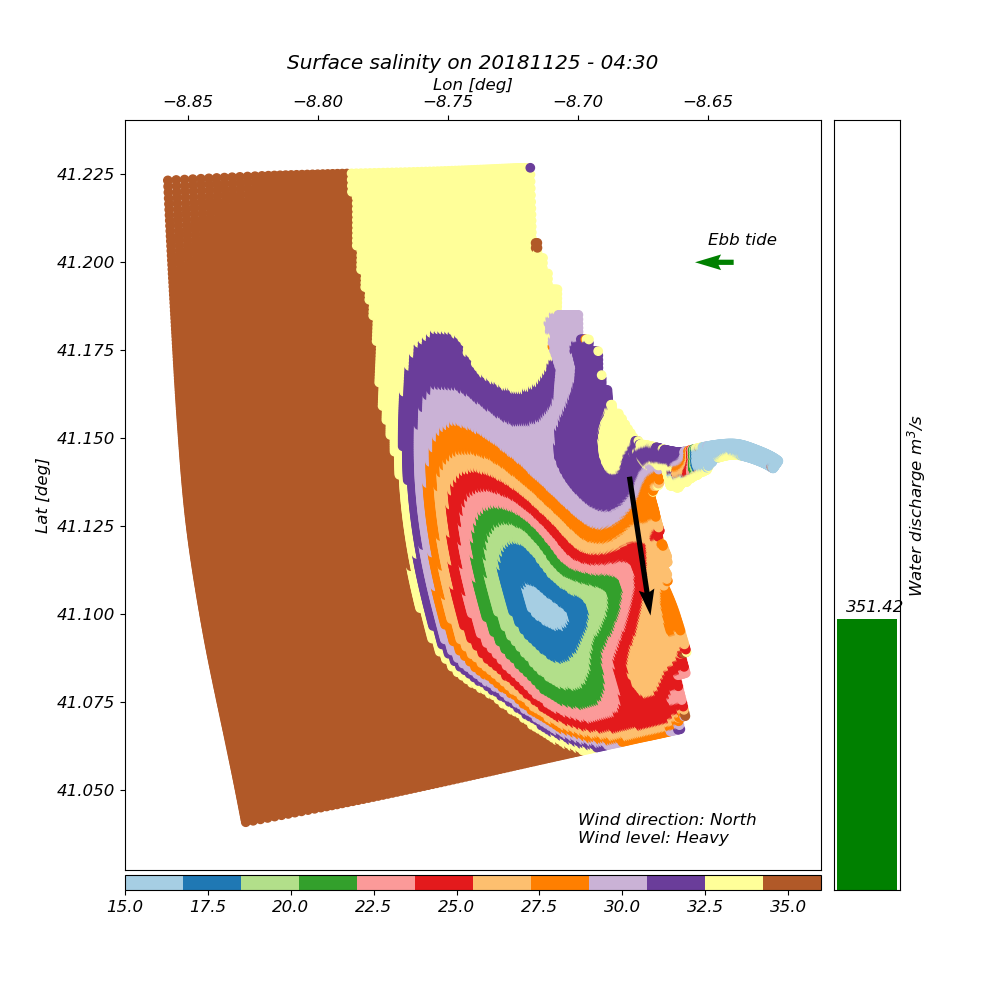 Surface salinity on 20181125 - 04:30
Lon [deg]
−8.85 −8.80 −8.75 −8.70 −8.65
41.225
41.200
41.175
41.150
41.125
41.100
41.075
41.050
Lat [deg]
Ebb tide
Wind direction: North
Wind level: Heavy
15.0 17.5 20.0 22.5 25.0 27.5 30.0 32.5 35.0
351.42
Water discharge m³/s